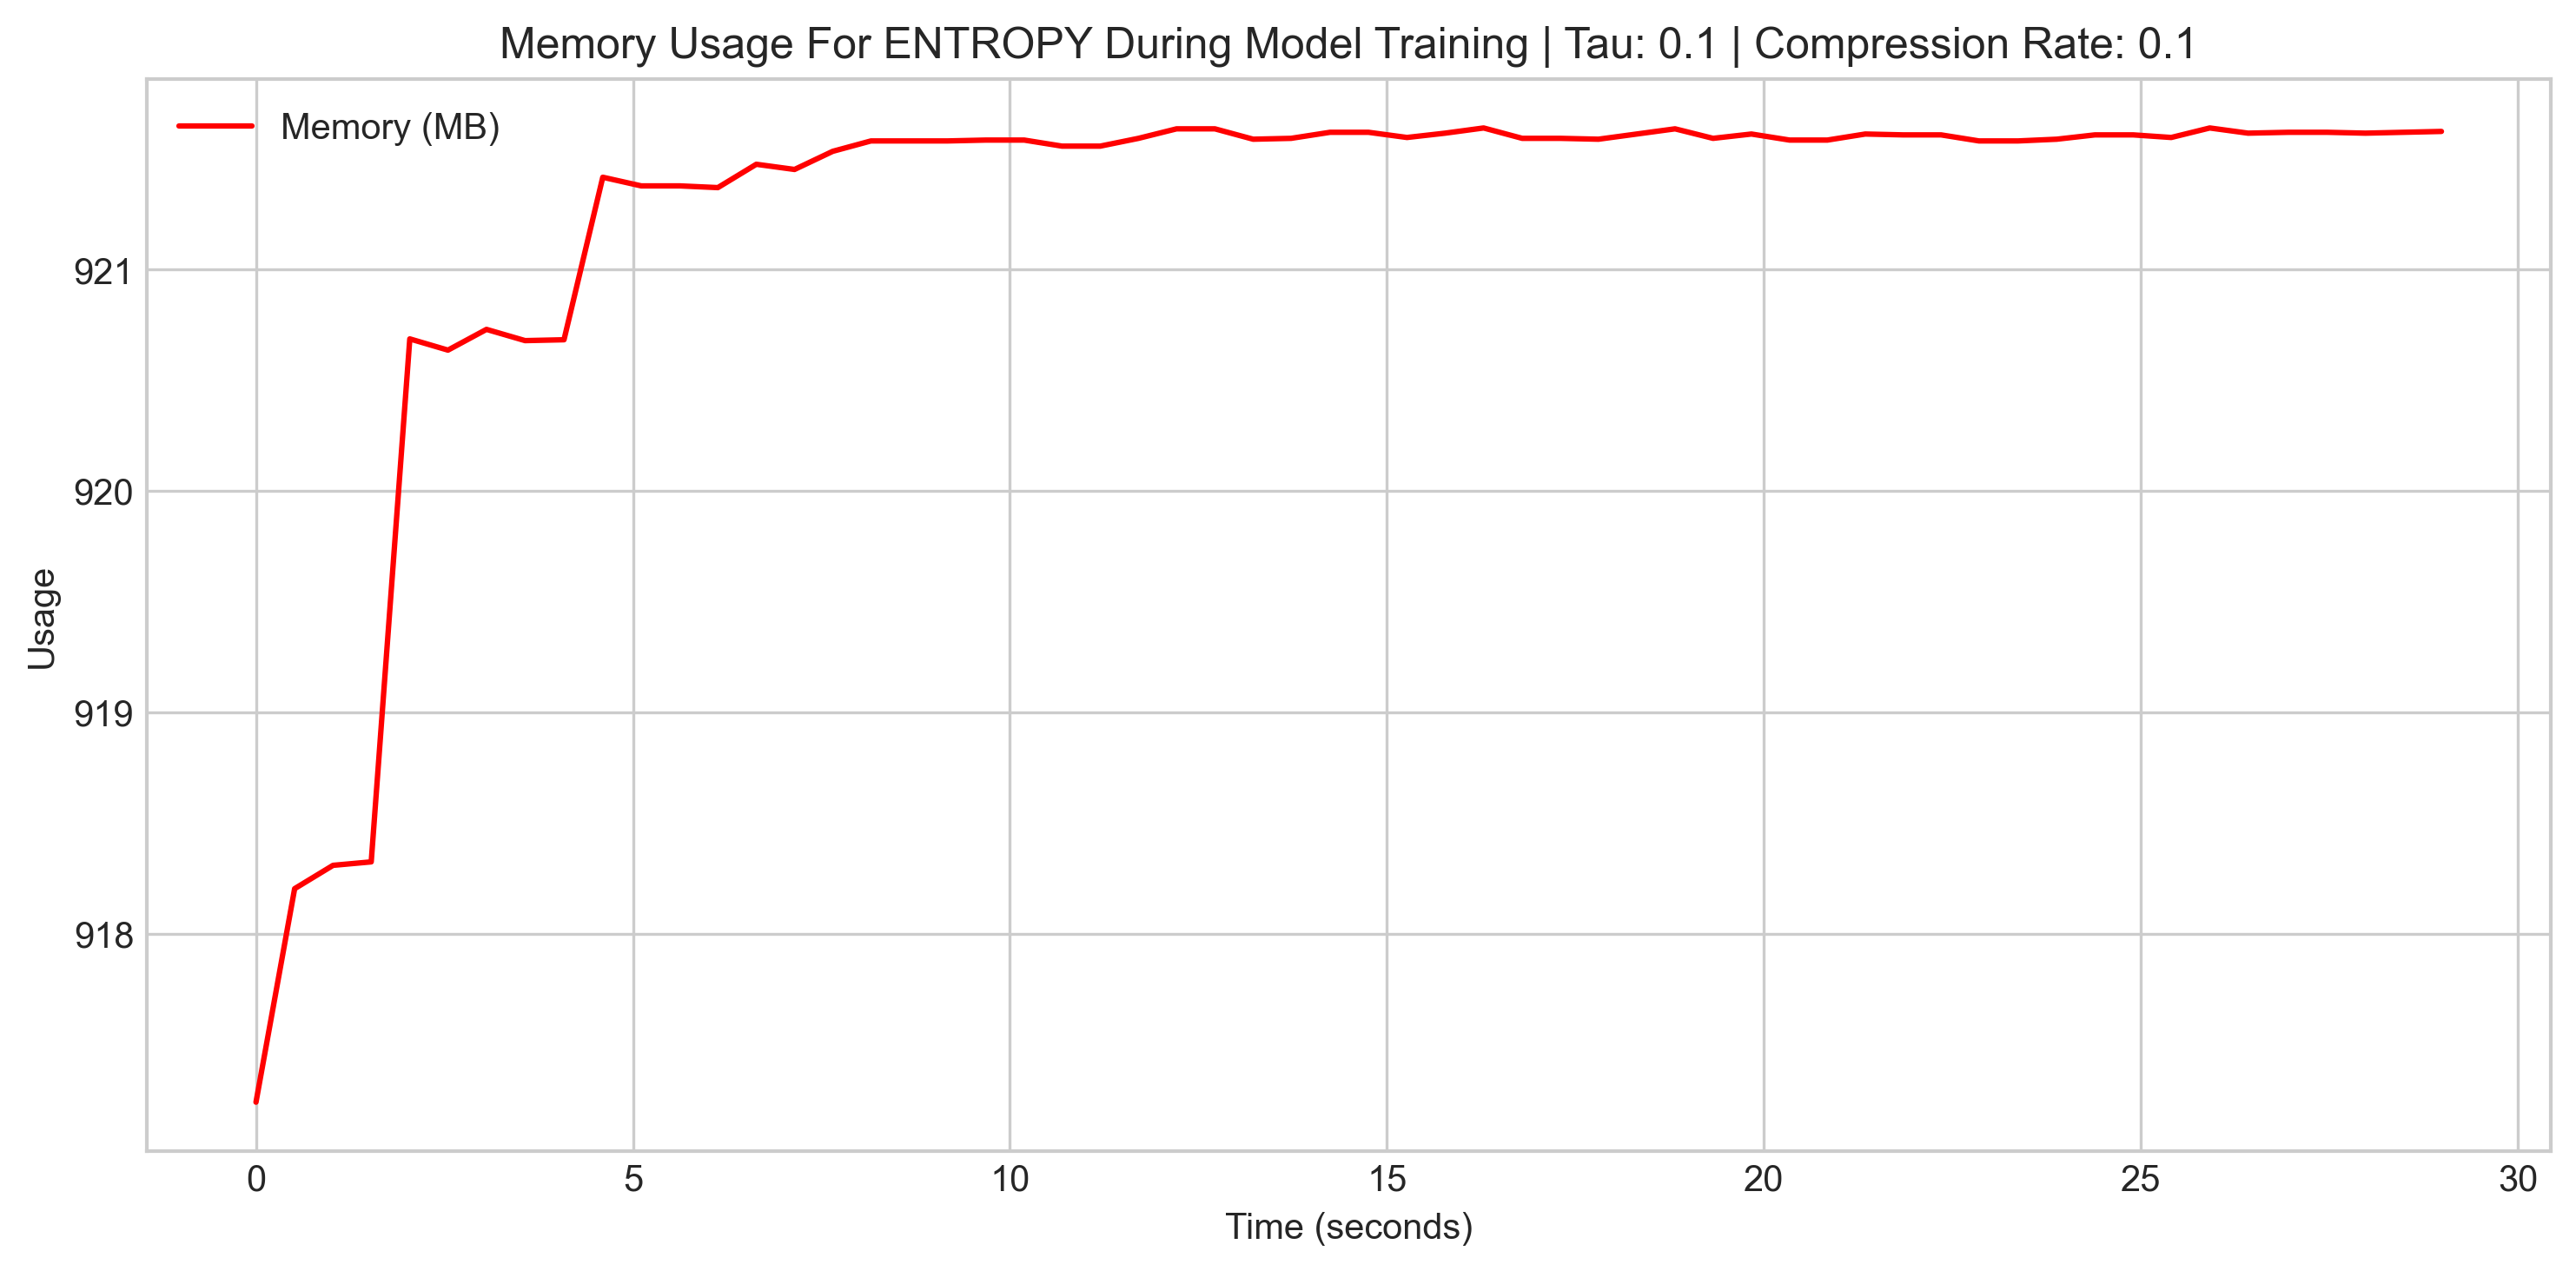 Memory Usage For ENTROPY During Model Training | Tau: 0.1 | Compression Rate: 0.1
Memory (MB)
921
920
919
918
Usage
0 5 10 15 20 25 30
Time (seconds)